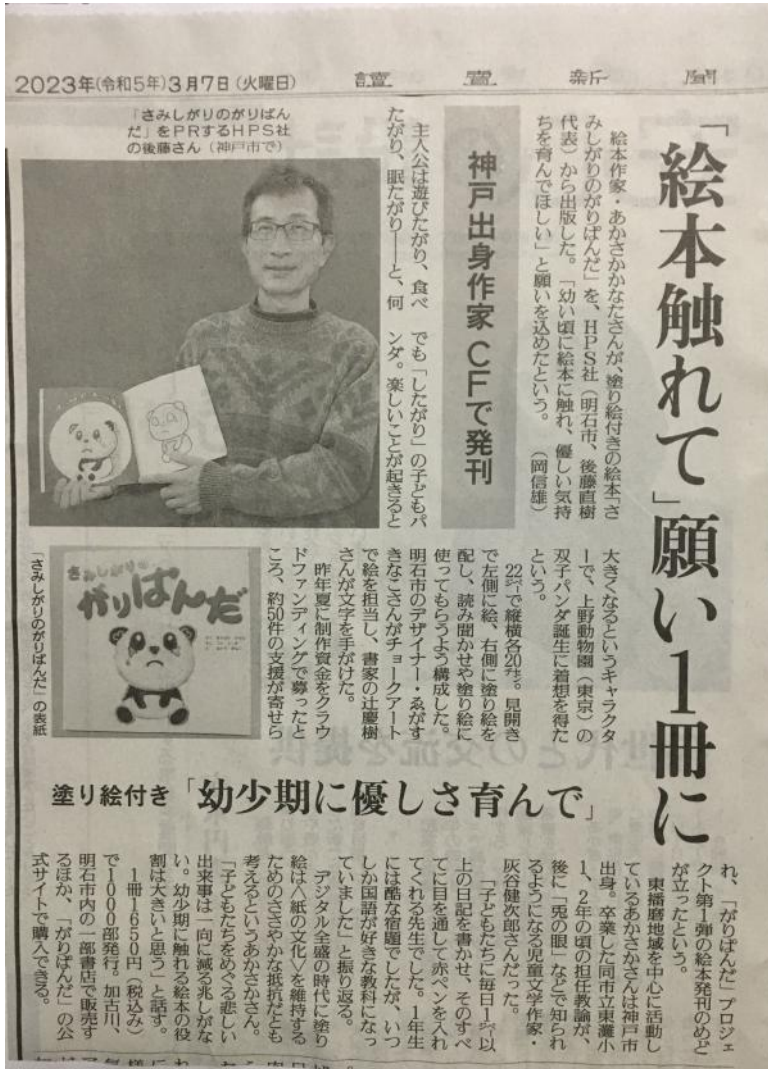 2023年(令和5年)3月7日(火曜日)
讀賣新聞
「絵本触れて」願い1冊に
神戸出身作家 CFで発刊
絵本作家・あかさかかなたさんが、塗り絵付きの絵本「さ
みしがりのがりぱんだ」を、HPS社(明石市、後藤直樹
代表)から出版した。「幼い頃に絵本に触れ、優しい気持
ちを育んでほしい」と願いを込めたという。(岡信雄)
「さみしがりのがりぱん
だ」をPRするHPS社
の後藤さん(神戸市で)
主人公は遊びたがり、食べ
たがり、眠たがり――と、何
でも「したがり」の子どもパ
ンダ。楽しいことが起きると
大きくなるというキャラクタ
ーで、上野動物園(東京)の
双子パンダ誕生に着想を得た
という。
22㌻で縦横各20㌢。見開き
で左側に絵、右側に塗り絵を
配し、読み聞かせや塗り絵に
使ってもらうよう構成した。
明石市のデザイナー・ゑがす
きなこさんがチョークアート
で絵を担当し、書家の辻慶樹
さんが文字を手がけた。
昨年夏に制作資金をクラウ
ドファンディングで募ったと
ころ、約50件の支援が寄せら
さみしがりの
がりぱんだ
「さみしがりのがりぱんだ」の表紙
塗り絵付き「幼少期に優しさ育んで」
れ、「がりぱんだ」プロジェ
クト第1弾の絵本発刊のめど
が立ったという。
東播磨地域を中心に活動し
ているあかさかさんは神戸市
出身。卒業した同市立東灘小
1、2年の頃の担任教諭が、
後に「兎の眼」などで知られ
るようになる児童文学作家・
灰谷健次郎さんだった。
「子どもたちに毎日1㌻以
上の日記を書かせ、そのすべ
てに目を通して赤ペンを入れ
てくれる先生でした。1年生
には酷な宿題でしたが、いつ
しか国語が好きな教科になっ
ていました」と振り返る。
デジタル全盛の時代に塗り
絵は〈紙の文化〉を維持する
ためのささやかな抵抗だとも
考えるというあかさかさん。
「子どもたちをめぐる悲しい
出来事は一向に減る兆しがな
い。幼少期に触れる絵本の役
割は大きいと思う」と話す。
1冊1650円(税込み)
で1000部発行。加古川、
明石市内の一部書店で販売す
るほか、「がりぱんだ」の公
式サイトで購入できる。